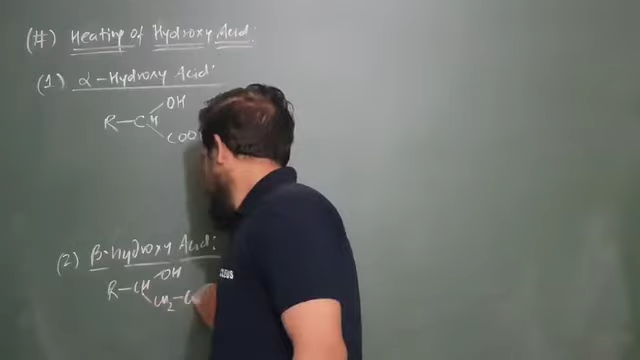 (#) Heating of Hydroxy Acid:
(1) α-Hydroxy Acid:
OH
R-CH
COO
(2) β-Hydroxy Acid:
OH
R-CH
CH2-C